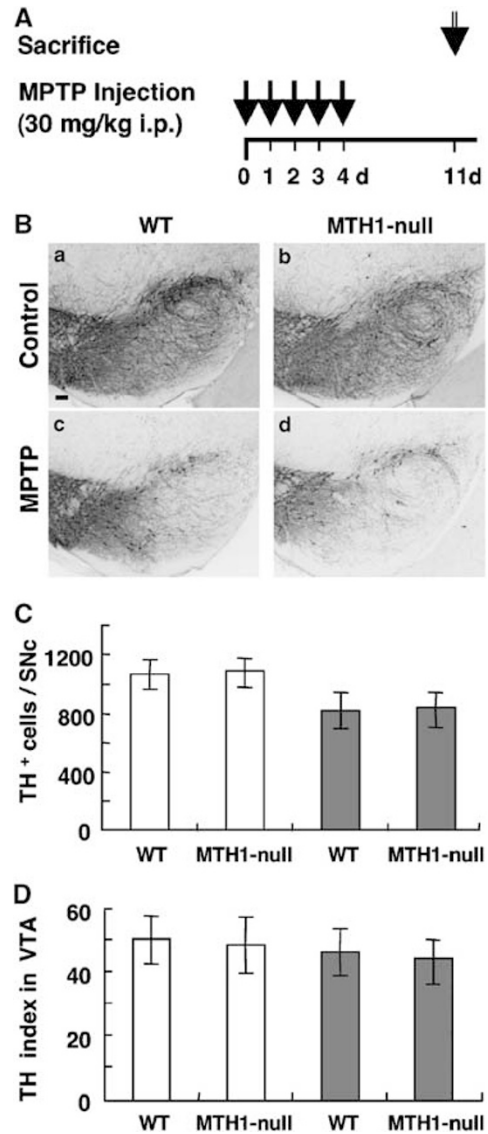 A
Sacrifice
MPTP Injection
(30 mg/kg i.p.)
0 1 2 3 4 d 11d
B WT MTH1-null
Control
a b
MPTP
c d
C
TH + cells / SNc
1200
800
400
0
WT MTH1-null WT MTH1-null
D
TH index in VTA
60
40
20
0
WT MTH1-null WT MTH1-null